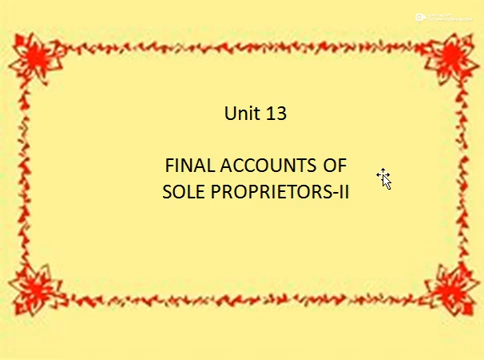 Unit 13
FINAL ACCOUNTS OF
SOLE PROPRIETORS-II